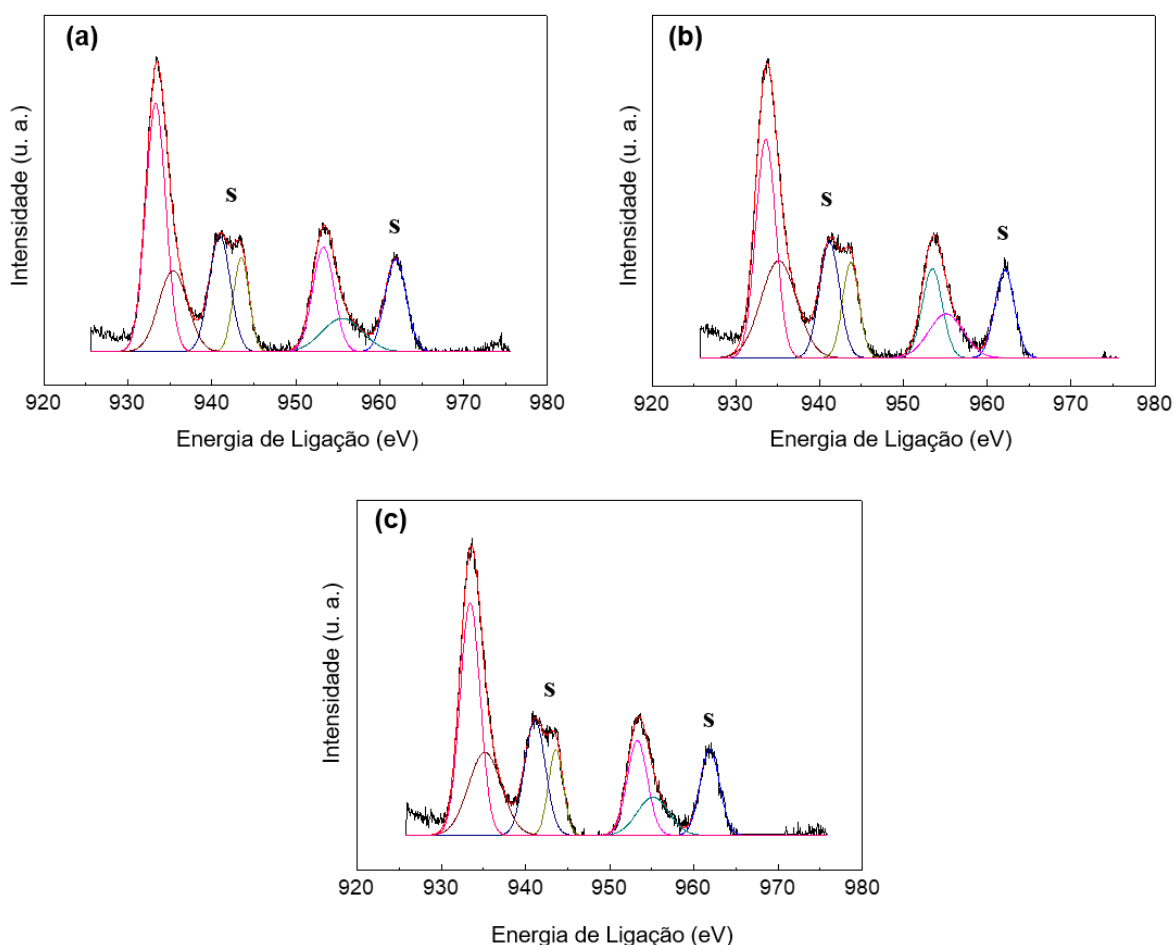 (a)
s
s
Intensidade (u. a.)
920 930 940 950 960 970 980
Energia de Ligação (eV)
(b)
s
s
Intensidade (u. a.)
920 930 940 950 960 970 980
Energia de Ligação (eV)
(c)
s
s
Intensidade (u. a.)
920 930 940 950 960 970 980
Energia de Ligação (eV)